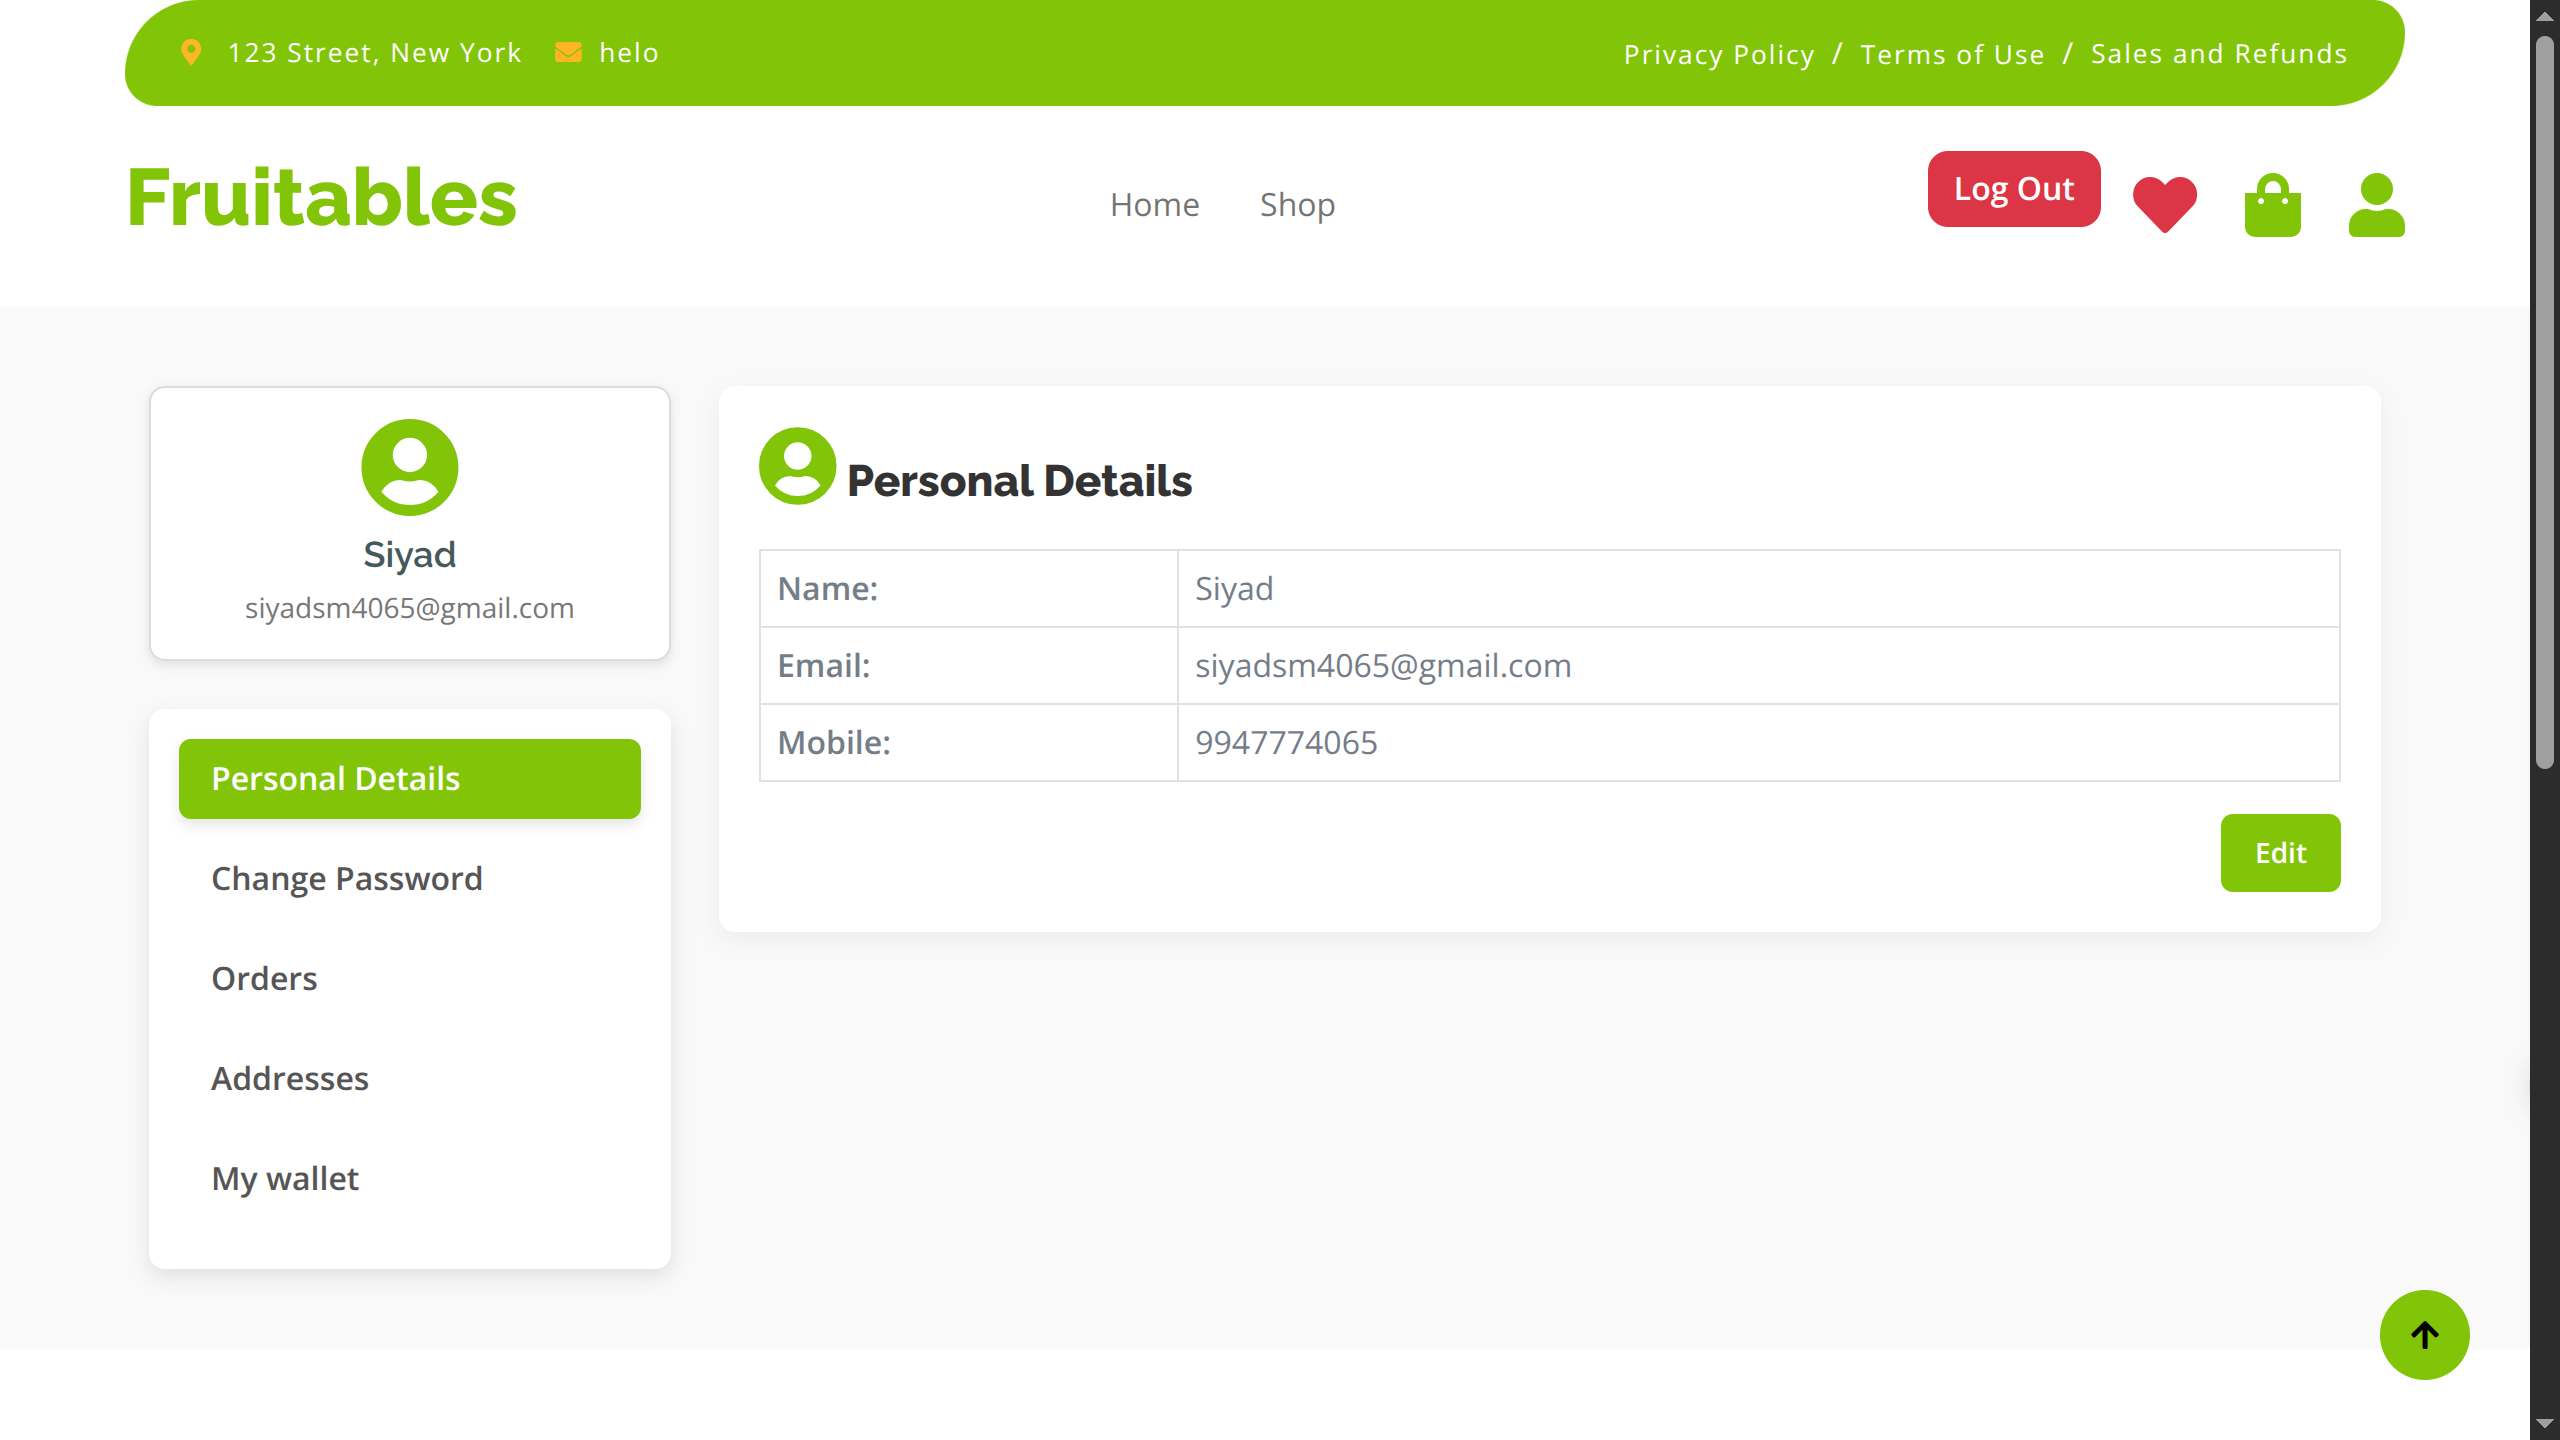 123 Street, New York helo
Privacy Policy / Terms of Use / Sales and Refunds
Fruitables
Home Shop
Log Out
Siyad
siyadsm4065@gmail.com
Personal Details
Change Password
Orders
Addresses
My wallet
Personal Details
Name: Siyad
Email: siyadsm4065@gmail.com
Mobile: 9947774065
Edit